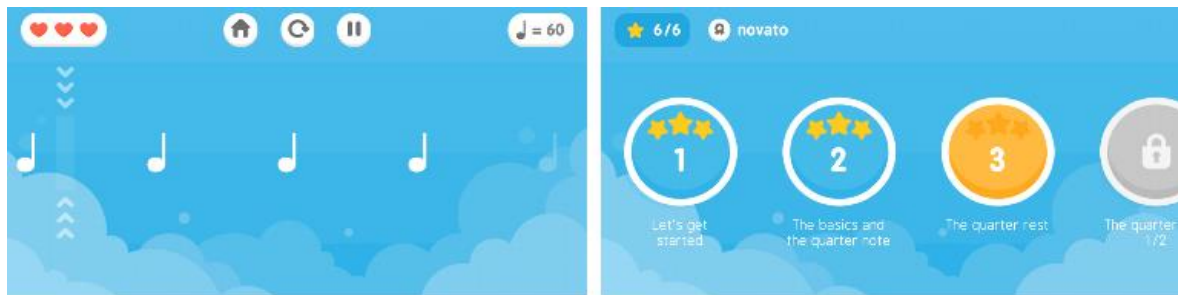 ♩ = 60
6/6
novato
1
2
3
Let's get
started
The basics and
the quarter note
The quarter rest
The quarter
1/2